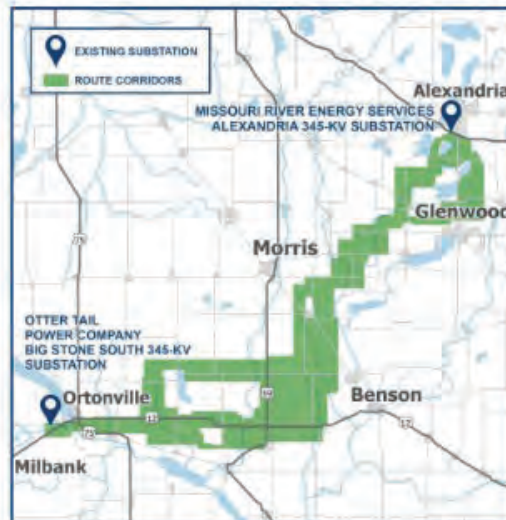 EXISTING SUBSTATION
ROUTE CORRIDORS
Alexandria
MISSOURI RIVER ENERGY SERVICES
ALEXANDRIA 345-KV SUBSTATION
Glenwood
75
Morris
OTTER TAIL
POWER COMPANY
BIG STONE SOUTH 345-KV
SUBSTATION
59
Ortonville
12
Benson
75
12
Milbank